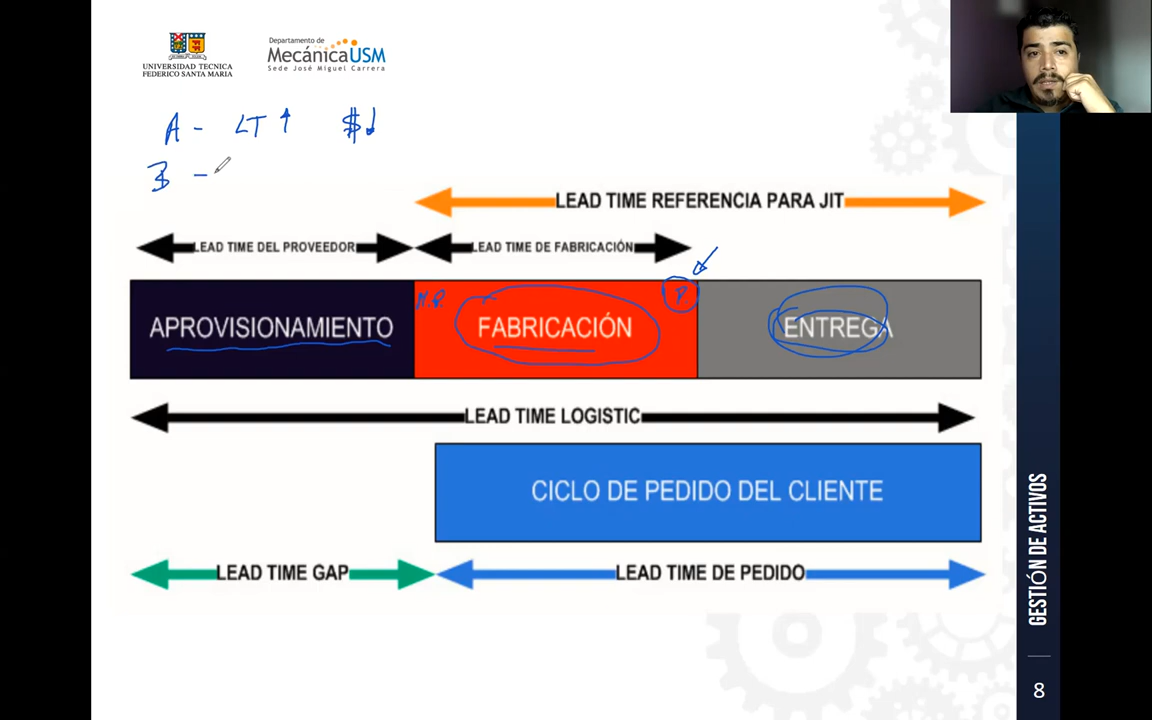 UNIVERSIDAD TECNICA
FEDERICO SANTA MARIA
Departamento de
MecánicaUSM
Sede José Miguel Carrera
A - LT ↑ $↓
B -
LEAD TIME REFERENCIA PARA JIT
LEAD TIME DEL PROVEEDOR
LEAD TIME DE FABRICACIÓN
M.P.
P
APROVISIONAMIENTO
FABRICACIÓN
ENTREGA
LEAD TIME LOGISTIC
CICLO DE PEDIDO DEL CLIENTE
LEAD TIME GAP
LEAD TIME DE PEDIDO
GESTIÓN DE ACTIVOS
8